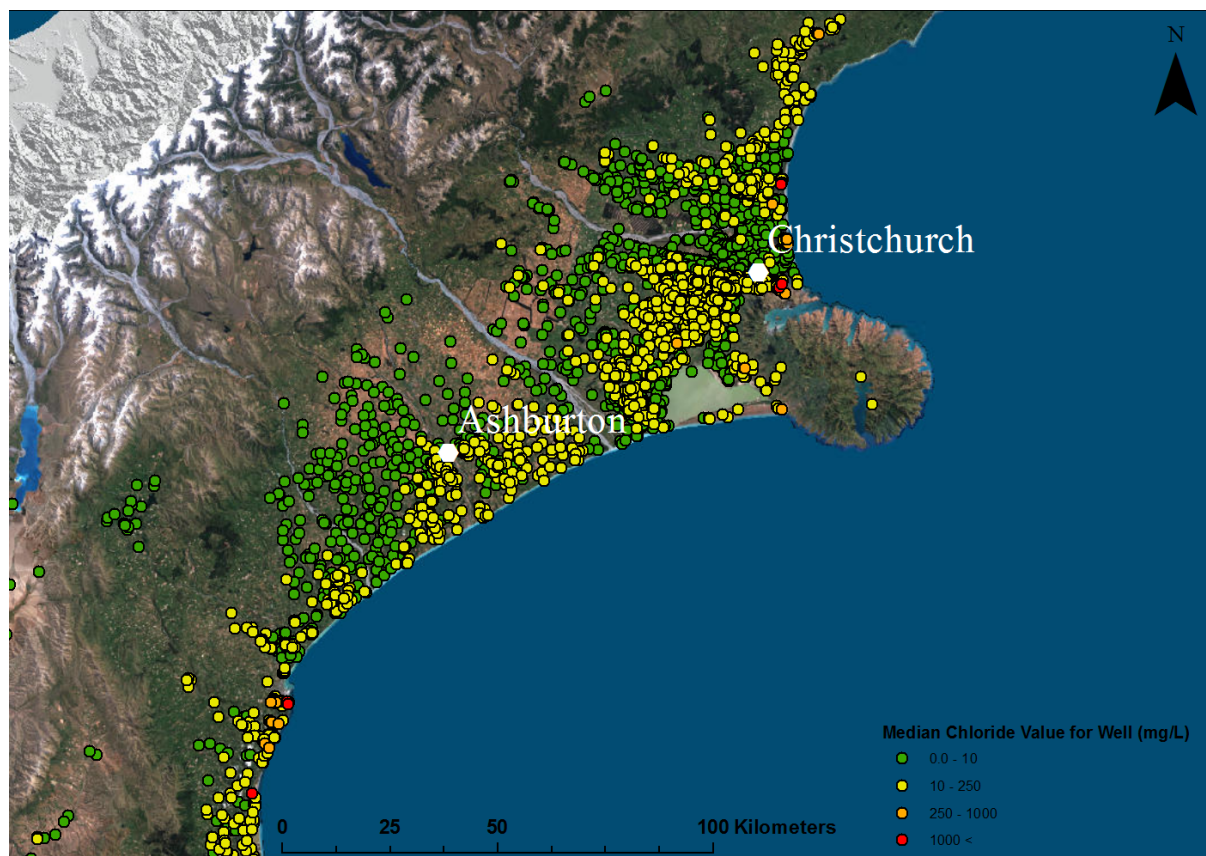 N
Christchurch
Ashburton
Median Chloride Value for Well (mg/L)
0.0 - 10
10 - 250
250 - 1000
1000 <
0 25 50 100 Kilometers